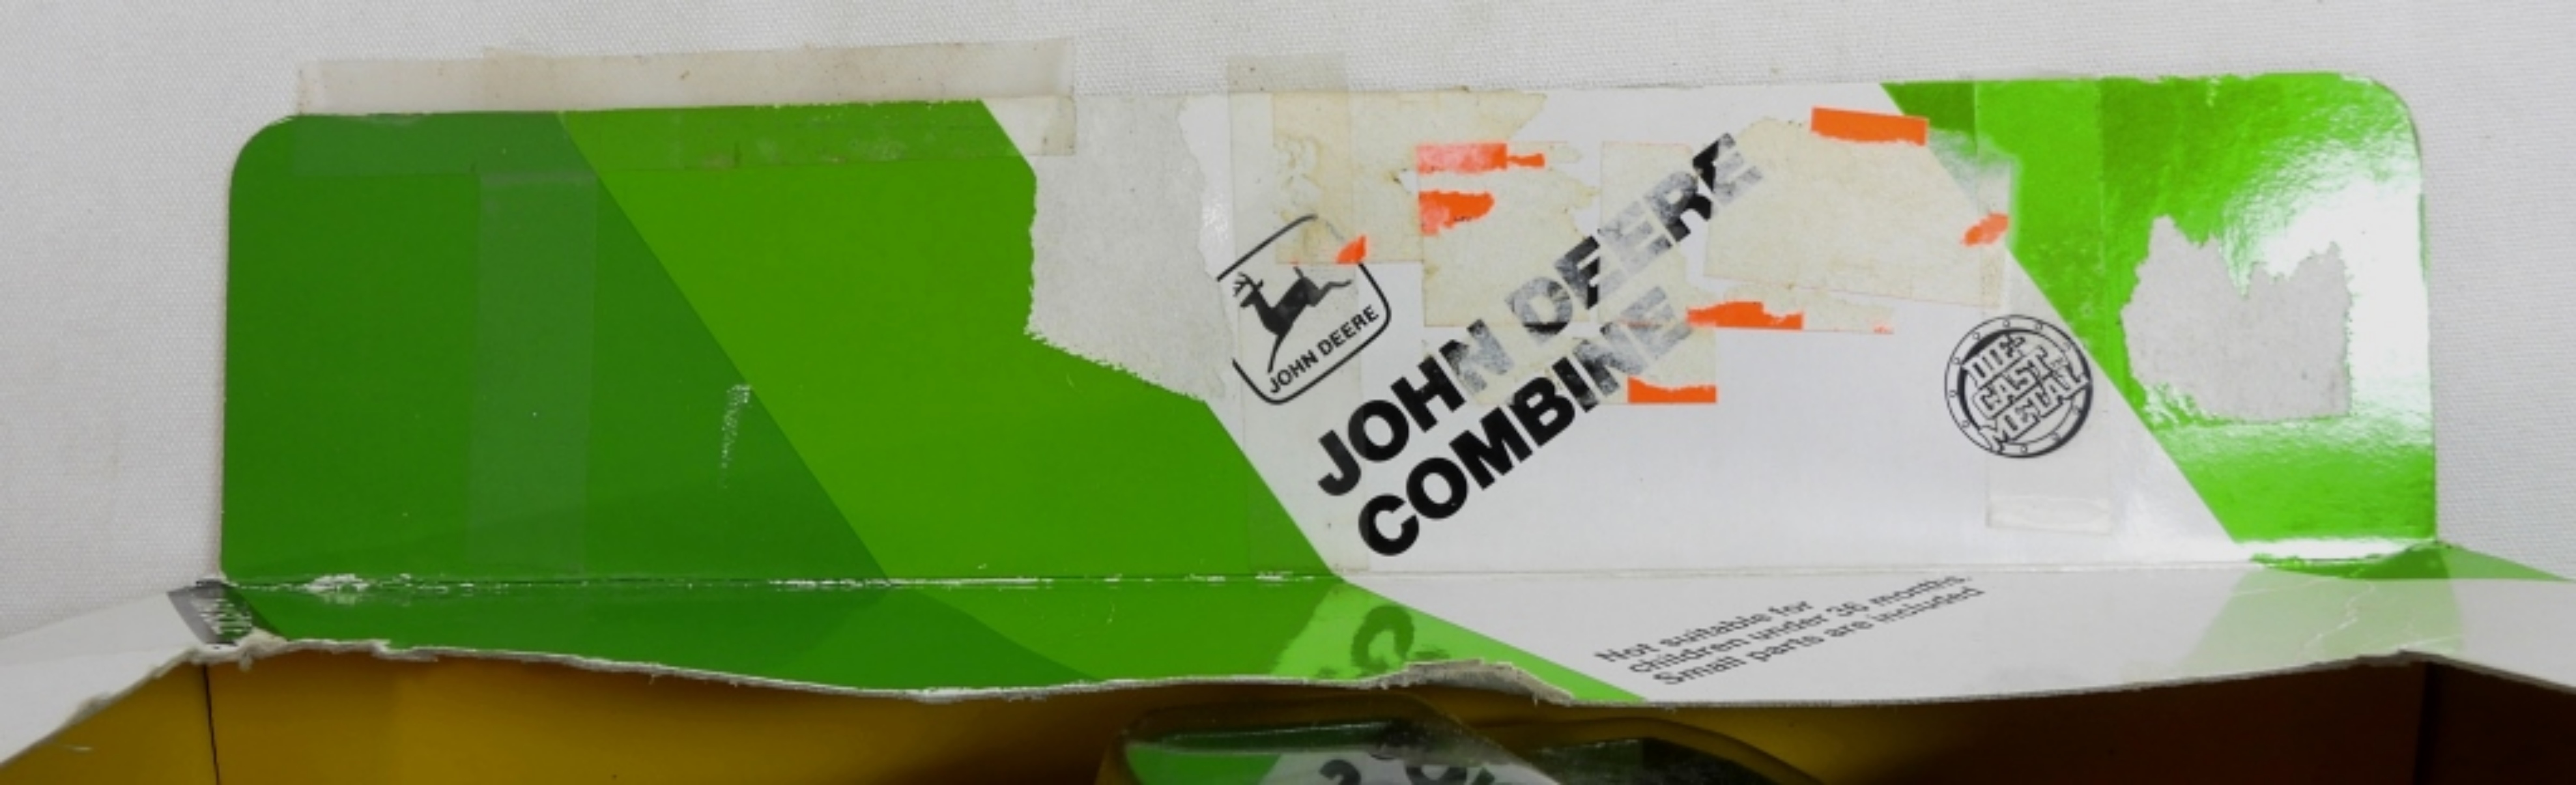 JOHN DEERE
JOHN DEERE
COMBINE
DIE
CAST
METAL
Not suitable for
children under 36 months.
Small parts are included